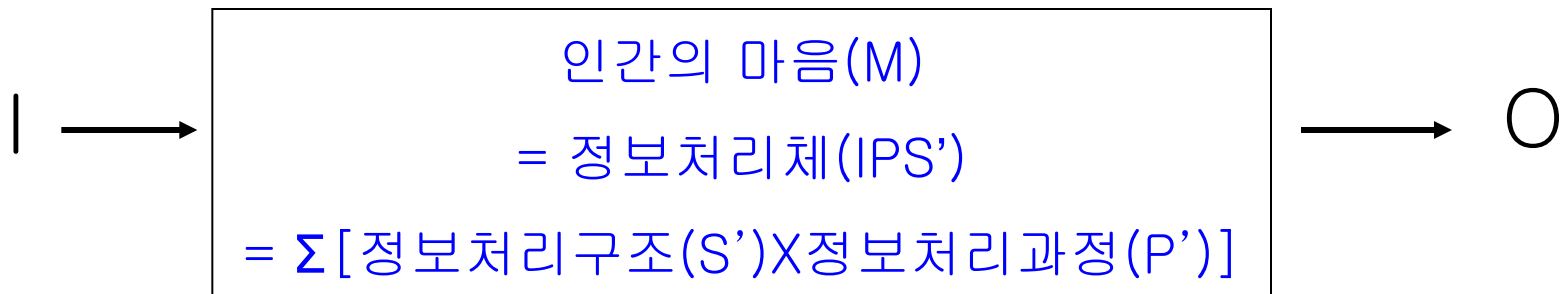 인간의 마음(M)
I = 정보처리체(IPS’) O
= Σ[정보처리구조(S’)X정보처리과정(P’)]